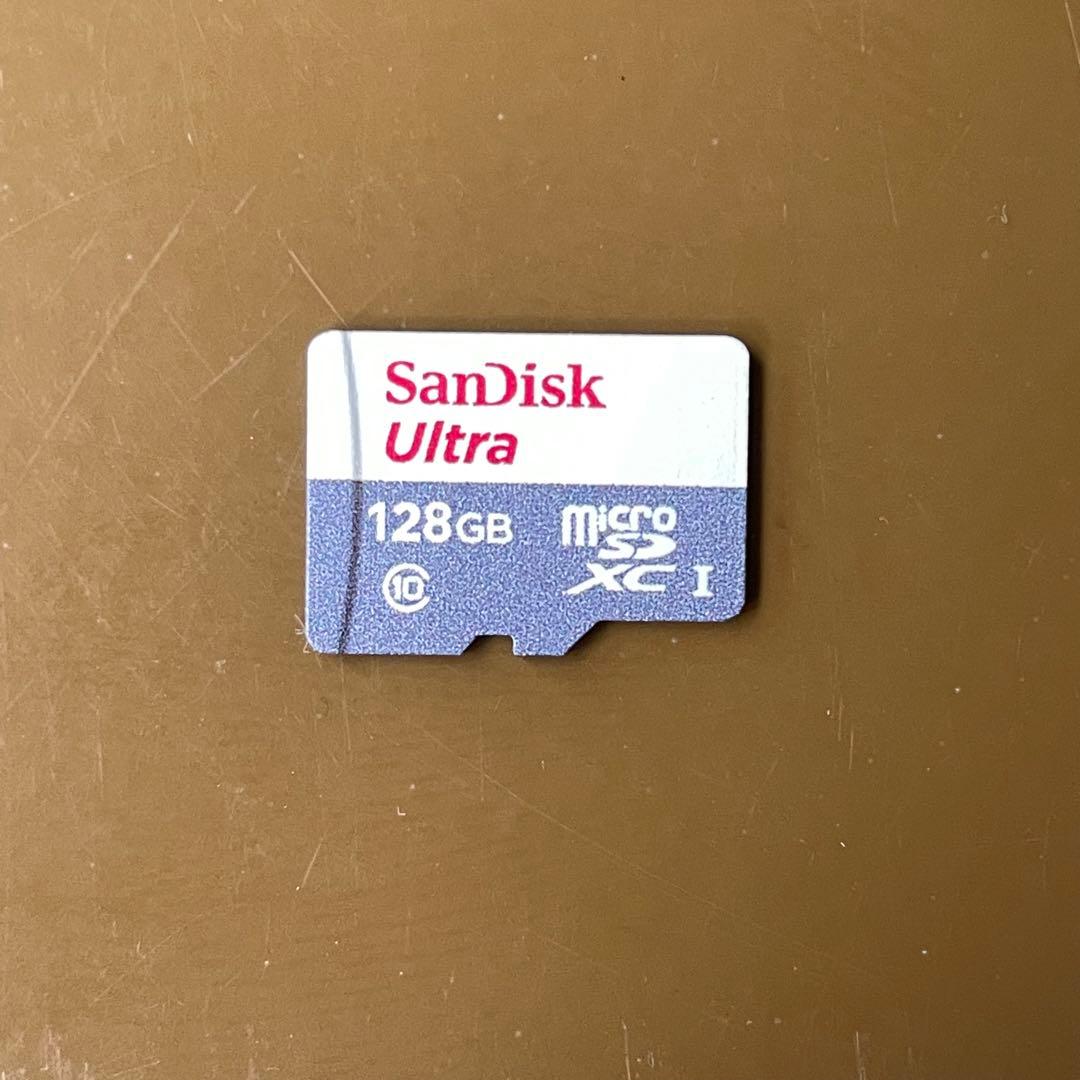 SanDisk
Ultra
128GB
micro
SD
XC I
10